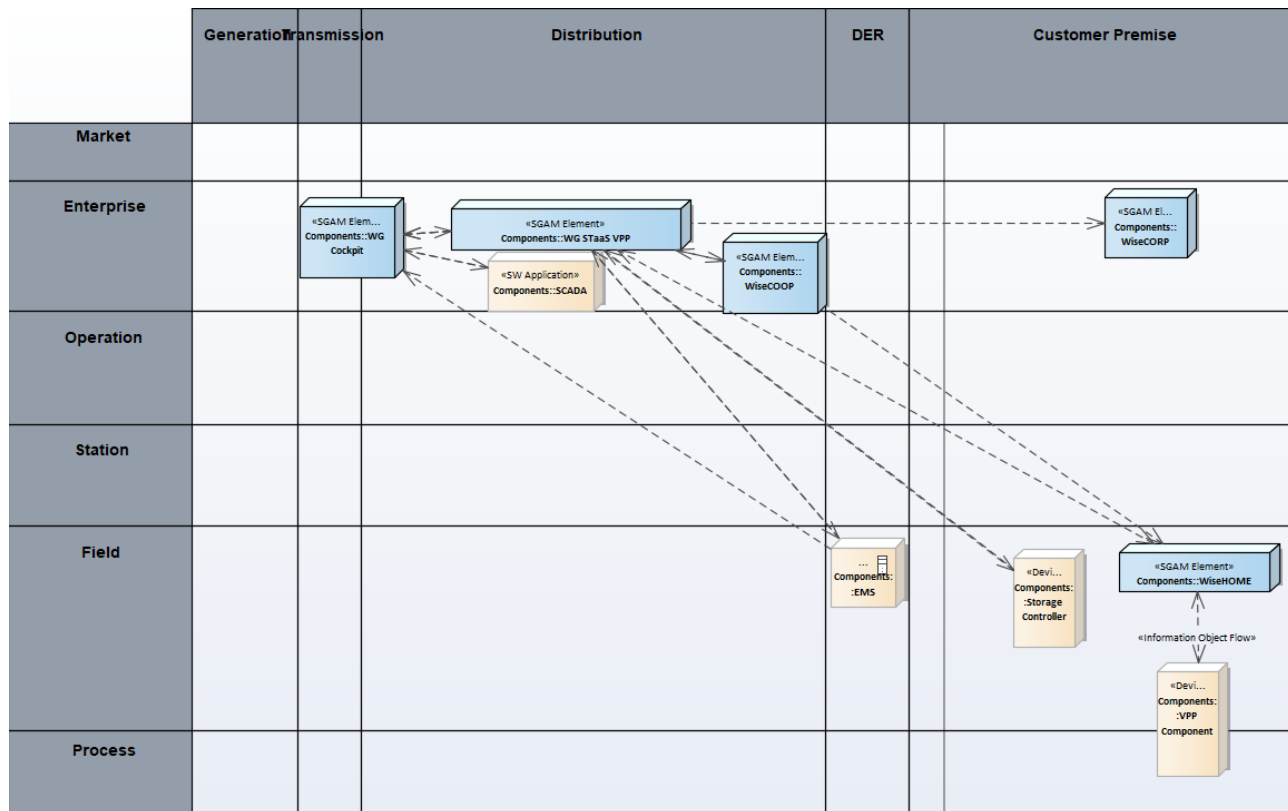 Generation
Transmission
Distribution
DER
Customer Premise
Market
Enterprise
«SGAM Elem...
Components::WG
Cockpit
«SGAM Element»
Components::WG STaaS VPP
«SW Application»
Components::SCADA
«SGAM Elem...
Components::
WiseCOOP
«SGAM El...
Components::
WiseCORP
Operation
Station
Field
...
Components:
:EMS
«Devi...
Components:
:Storage
Controller
«SGAM Element»
Components::WiseHOME
«Information Object Flow»
«Devi...
Components:
:VPP
Component
Process